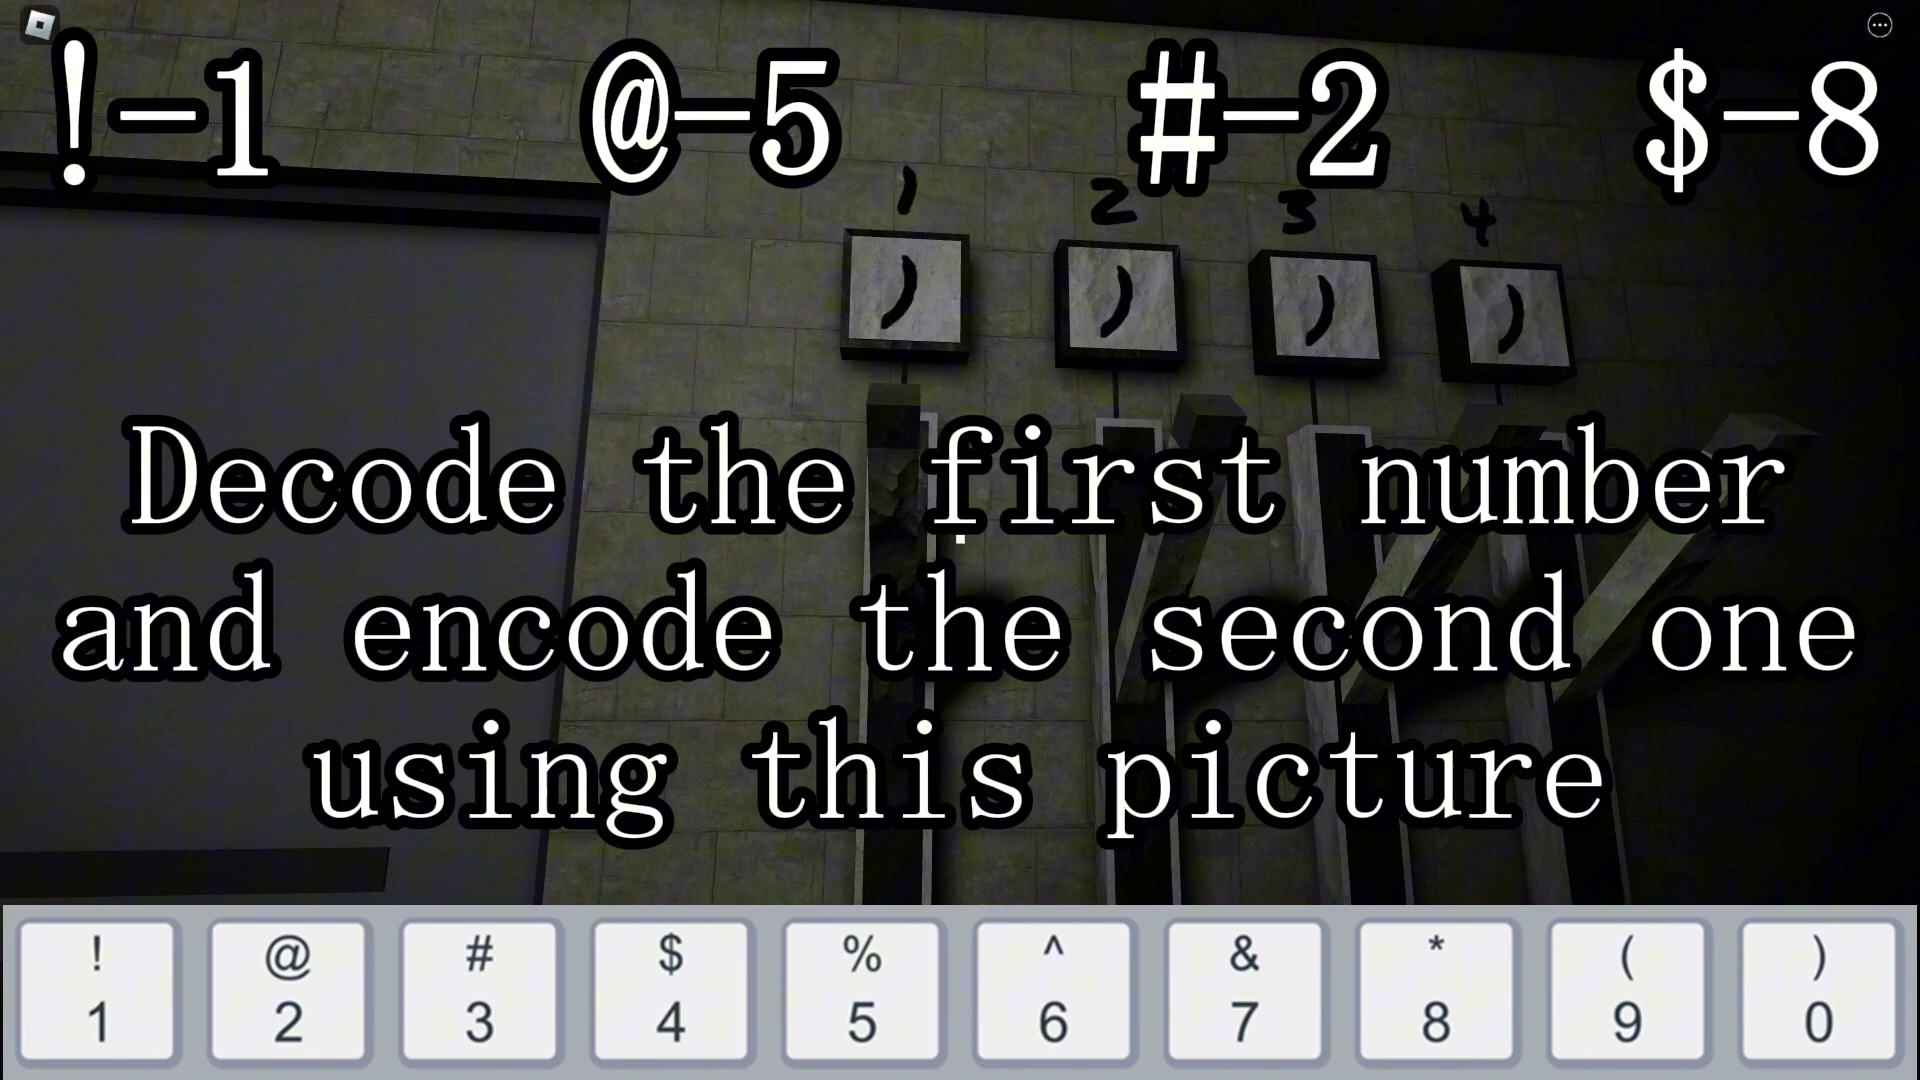 !-1 @-5 #-2 $-8
1 2 3 4
) ) ) )
Decode the first number
and encode the second one
using this picture
! @ # $ % ^ & * ( )
1 2 3 4 5 6 7 8 9 0